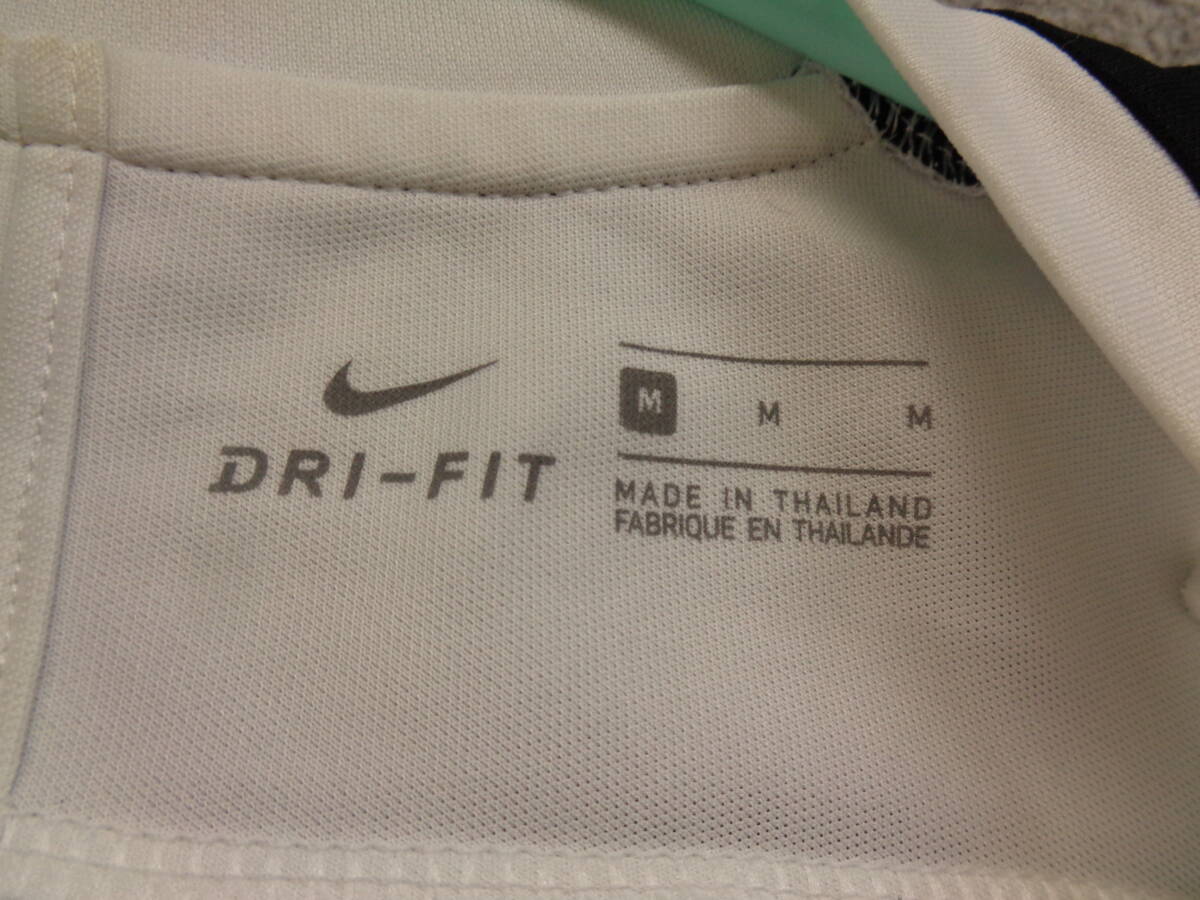 DRI-FIT
M M M
MADE IN THAILAND
FABRIQUE EN THAILANDE